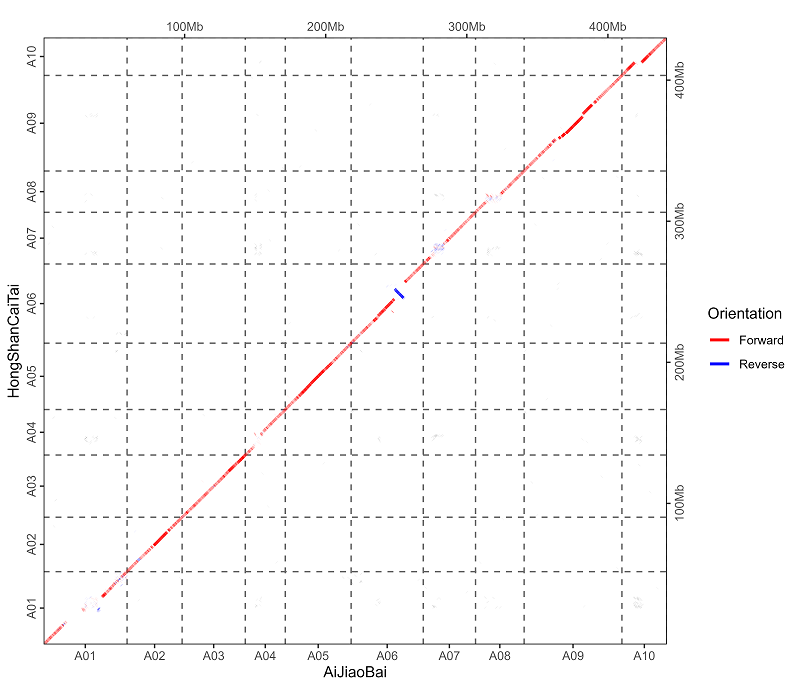 100Mb 200Mb 300Mb 400Mb
A10
A09
A08
A07
A06
A05
A04
A03
A02
A01
HongShanCaiTai
400Mb
300Mb
200Mb
100Mb
A01 A02 A03 A04 A05 A06 A07 A08 A09 A10
AiJiaoBai
Orientation
Forward
Reverse